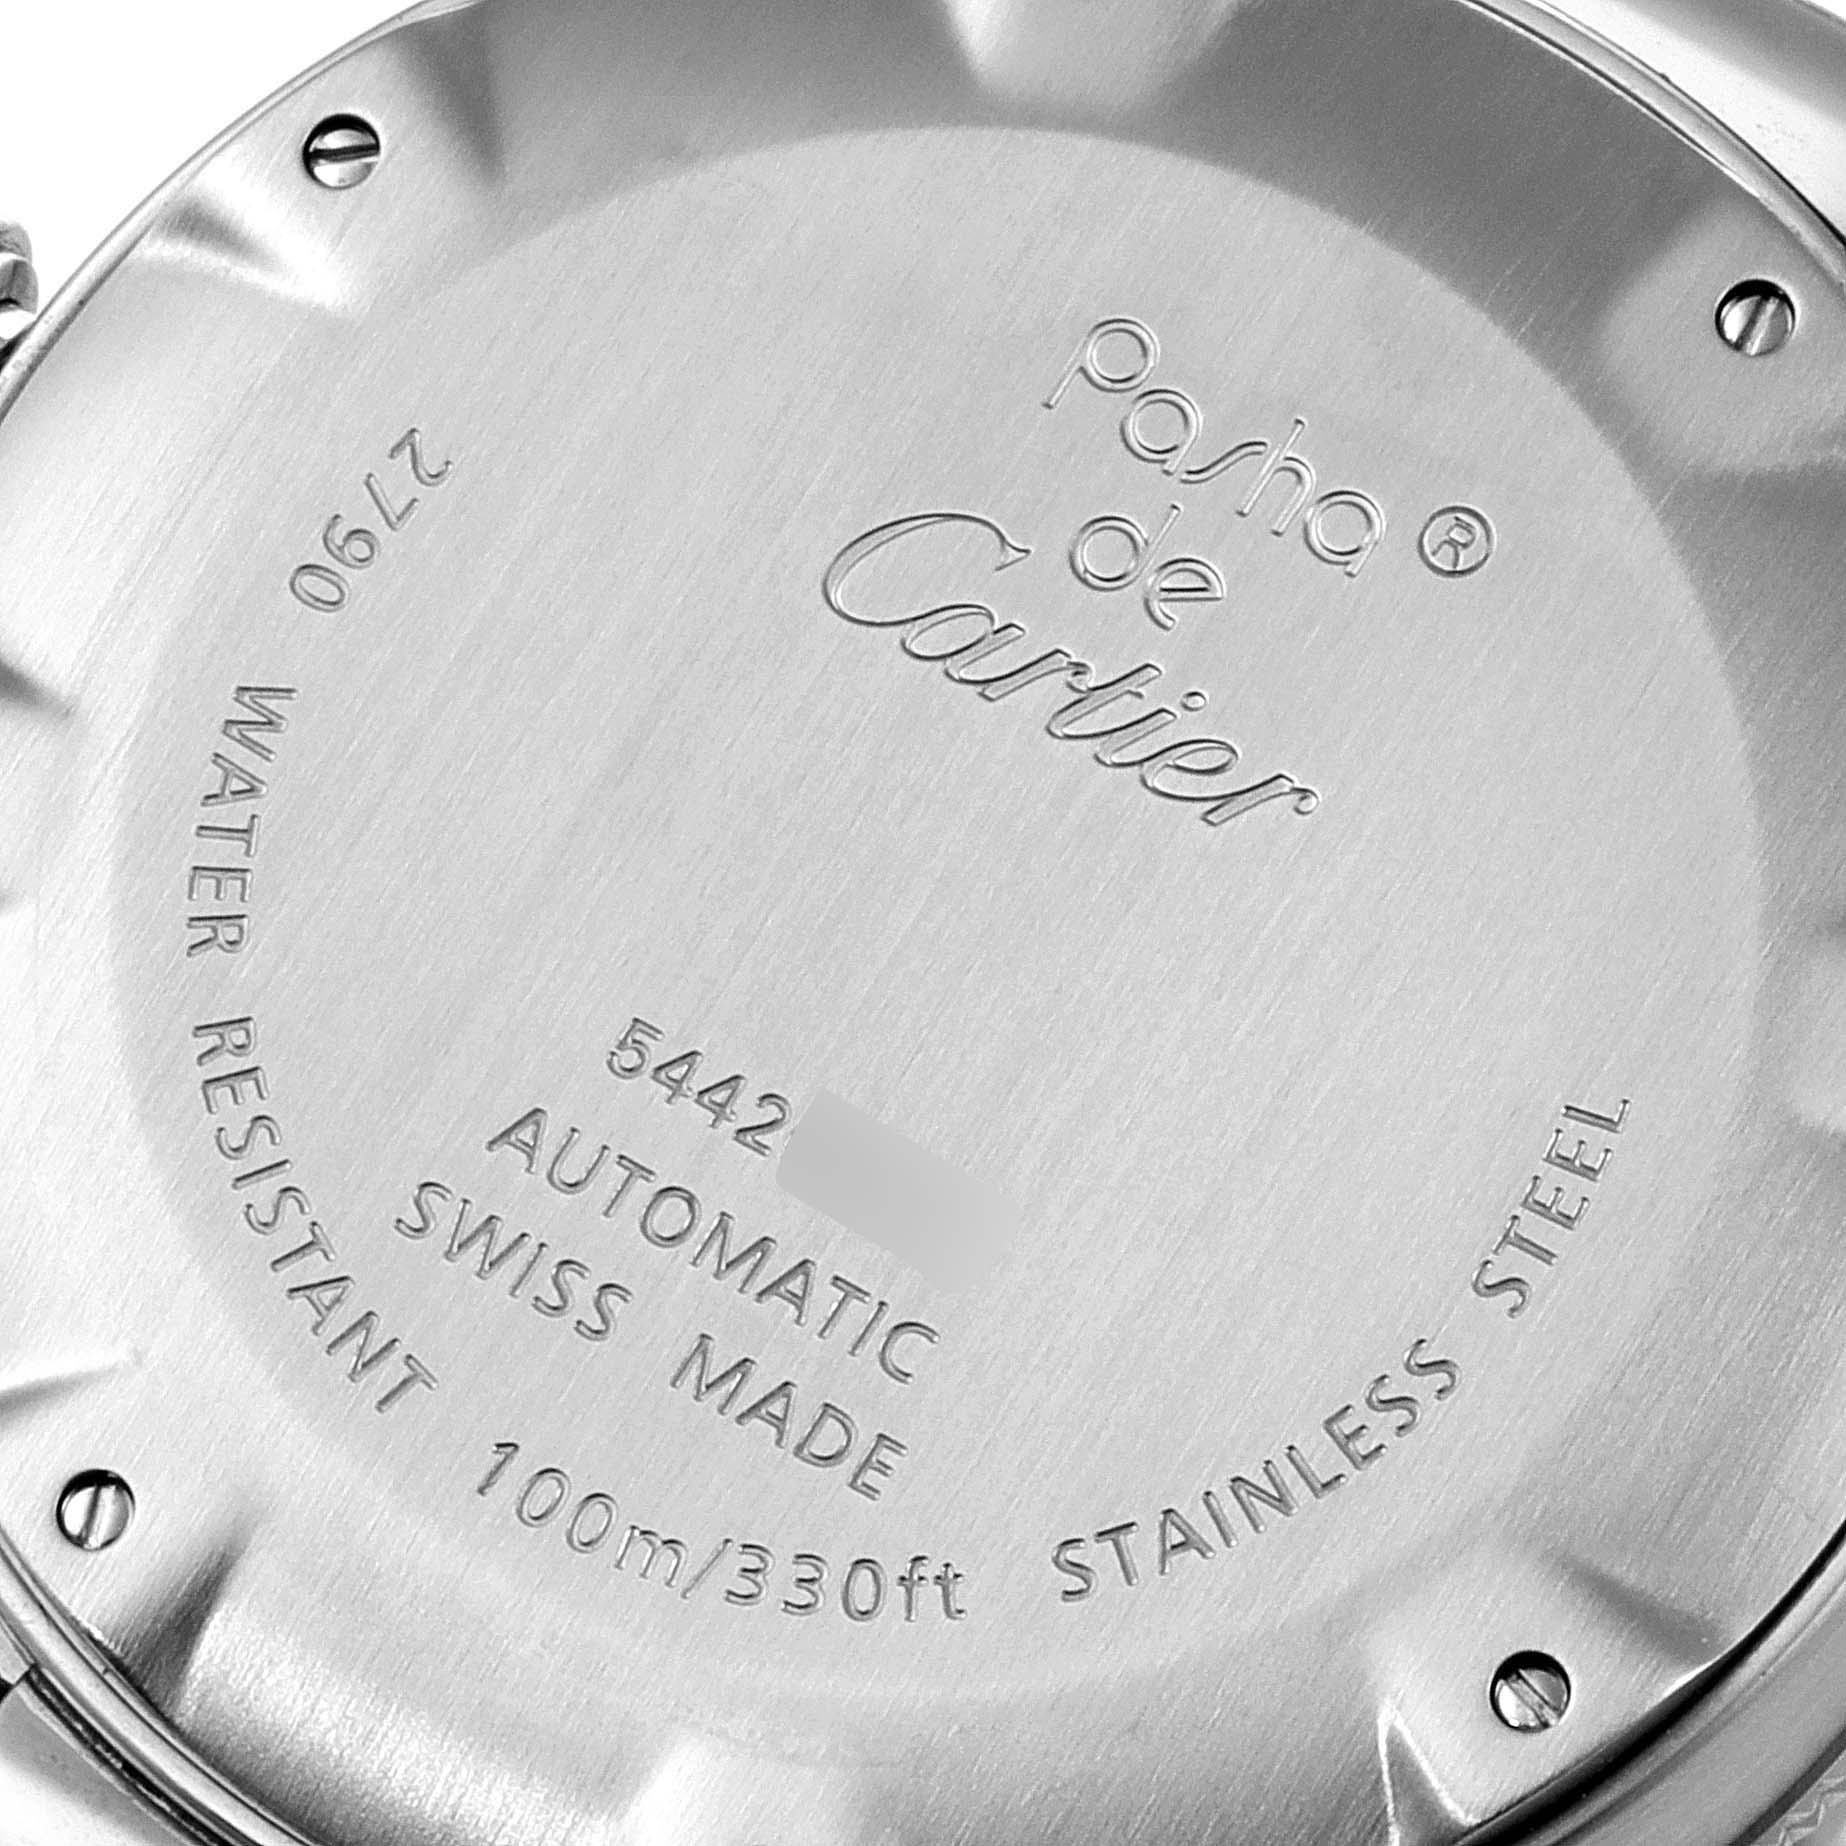 Pasha®
de
Cartier
5442
AUTOMATIC
SWISS MADE
2790 WATER RESISTANT 100m/330ft STAINLESS STEEL